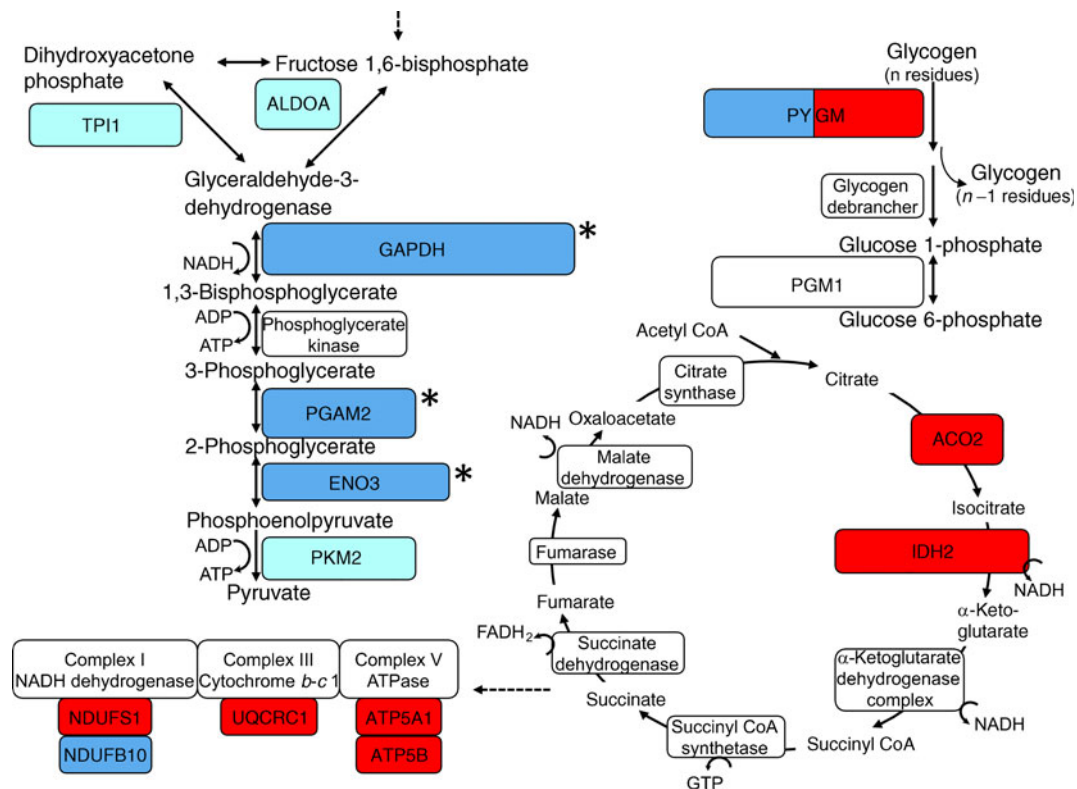 Dihydroxyacetone
phosphate
Fructose 1,6-bisphosphate
ALDOA
TPI1
Glyceraldehyde-3-
dehydrogenase
GAPDH
*
NADH
1,3-Bisphosphoglycerate
ADP
ATP
Phosphoglycerate
kinase
3-Phosphoglycerate
PGAM2
*
2-Phosphoglycerate
ENO3
*
Phosphoenolpyruvate
ADP
ATP
PKM2
Pyruvate
Glycogen
(n residues)
PYGM
Glycogen
(n −1 residues)
Glycogen
debrancher
Glucose 1-phosphate
PGM1
Glucose 6-phosphate
Acetyl CoA
Citrate
synthase
Citrate
ACO2
Isocitrate
IDH2
NADH
α-Keto-
glutarate
α-Ketoglutarate
dehydrogenase
complex
NADH
Succinyl CoA
Succinyl CoA
synthetase
GTP
Succinate
Succinate
dehydrogenase
FADH₂
Fumarate
Fumarase
Malate
Malate
dehydrogenase
NADH
Oxaloacetate
Complex I
NADH dehydrogenase
Complex III
Cytochrome b-c 1
Complex V
ATPase
NDUFS1
UQCRC1
ATP5A1
NDUFB10
ATP5B